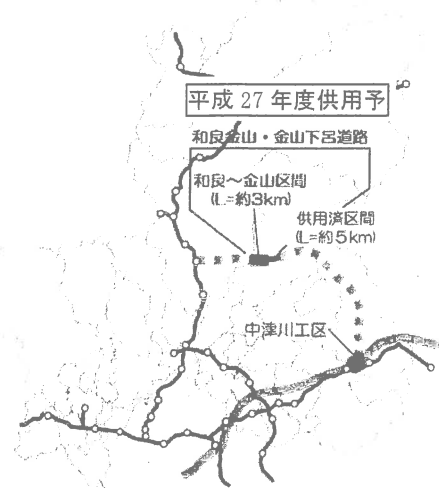 平成27年度供用予
和良金山・金山下呂道路
和良～金山区間
(L=約3km)
供用済区間
(L=約5km)
中津川工区